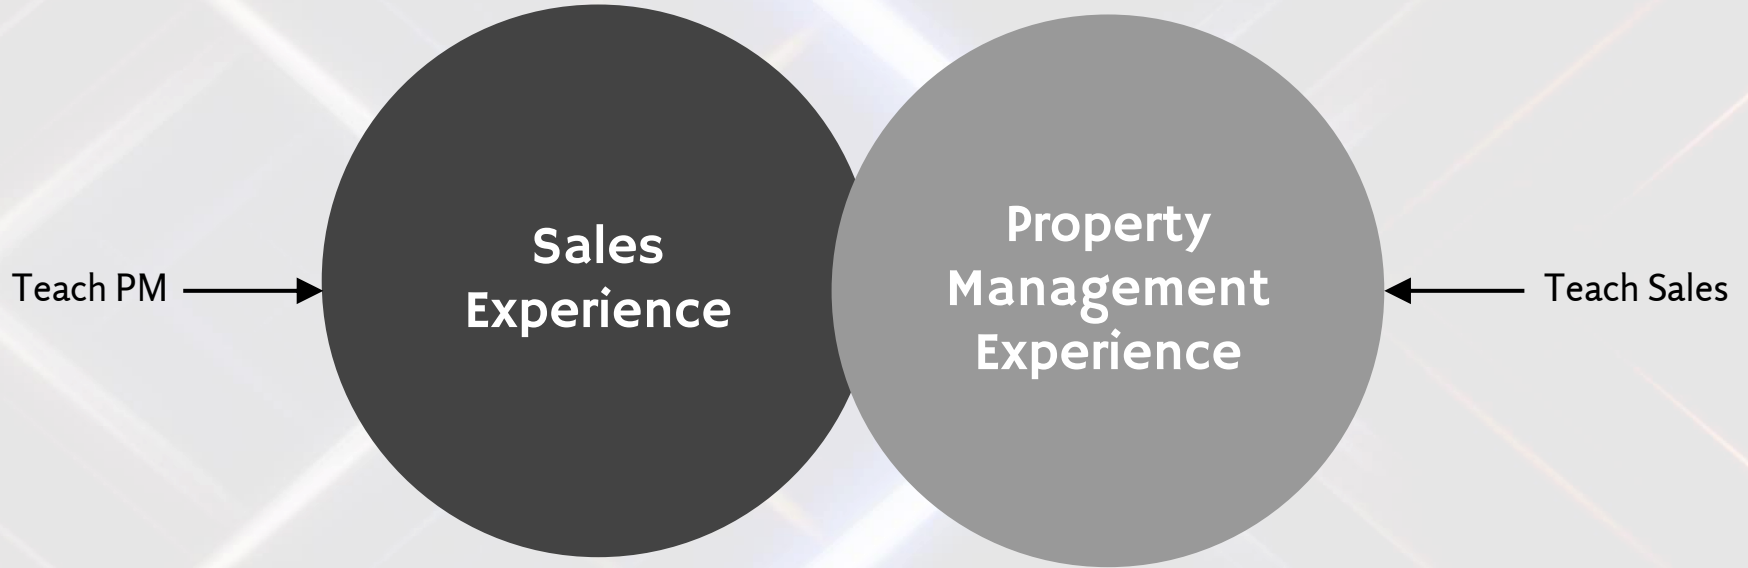 Teach PM
Sales
Experience
Property
Management
Experience
Teach Sales